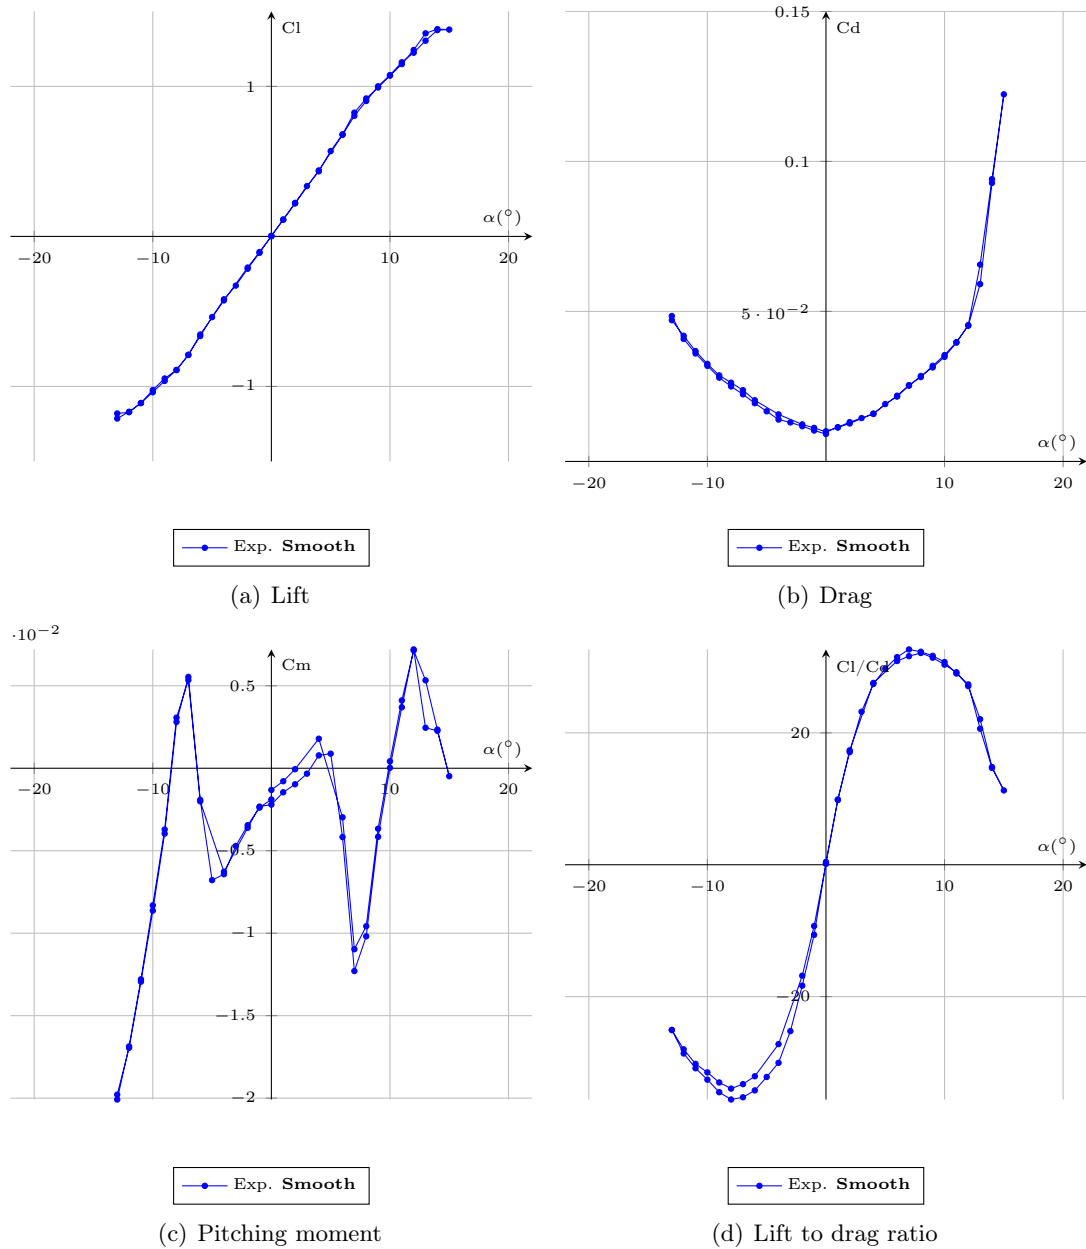 Cl
1
α(°)
−20
−10
10
20
−1
Exp. Smooth
(a) Lift
0.15
Cd
0.1
5 · 10⁻²
α(°)
−20
−10
10
20
Exp. Smooth
(b) Drag
·10⁻²
Cm
0.5
α(°)
−20
−10
10
20
−0.5
−1
−1.5
−2
Exp. Smooth
(c) Pitching moment
Cl/Cd
20
α(°)
−20
−10
10
20
−20
Exp. Smooth
(d) Lift to drag ratio